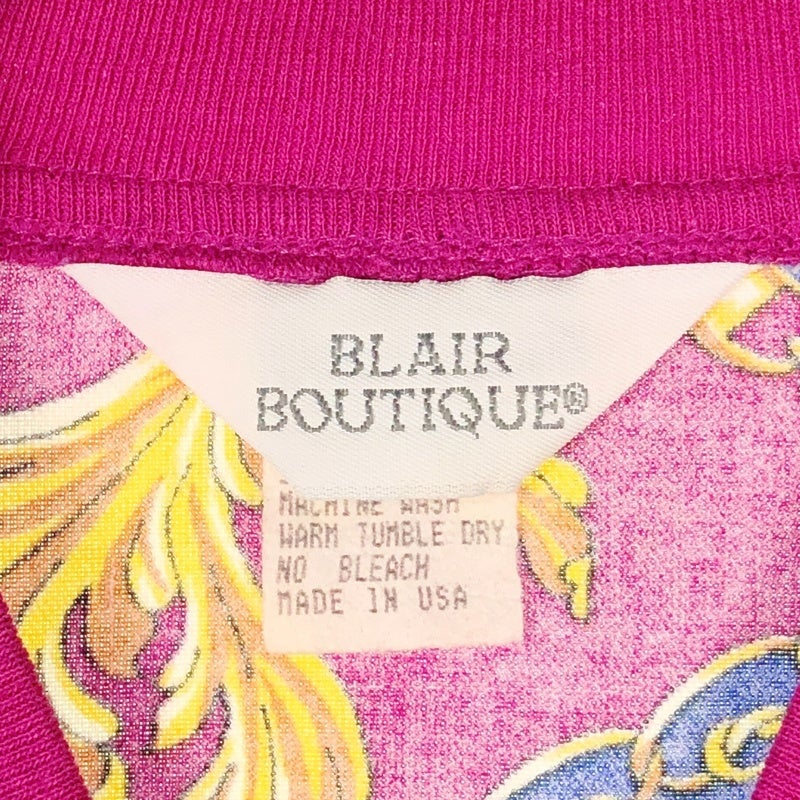 BLAIR
BOUTIQUE®
MACHINE WASH
WARM TUMBLE DRY
NO BLEACH
MADE IN USA